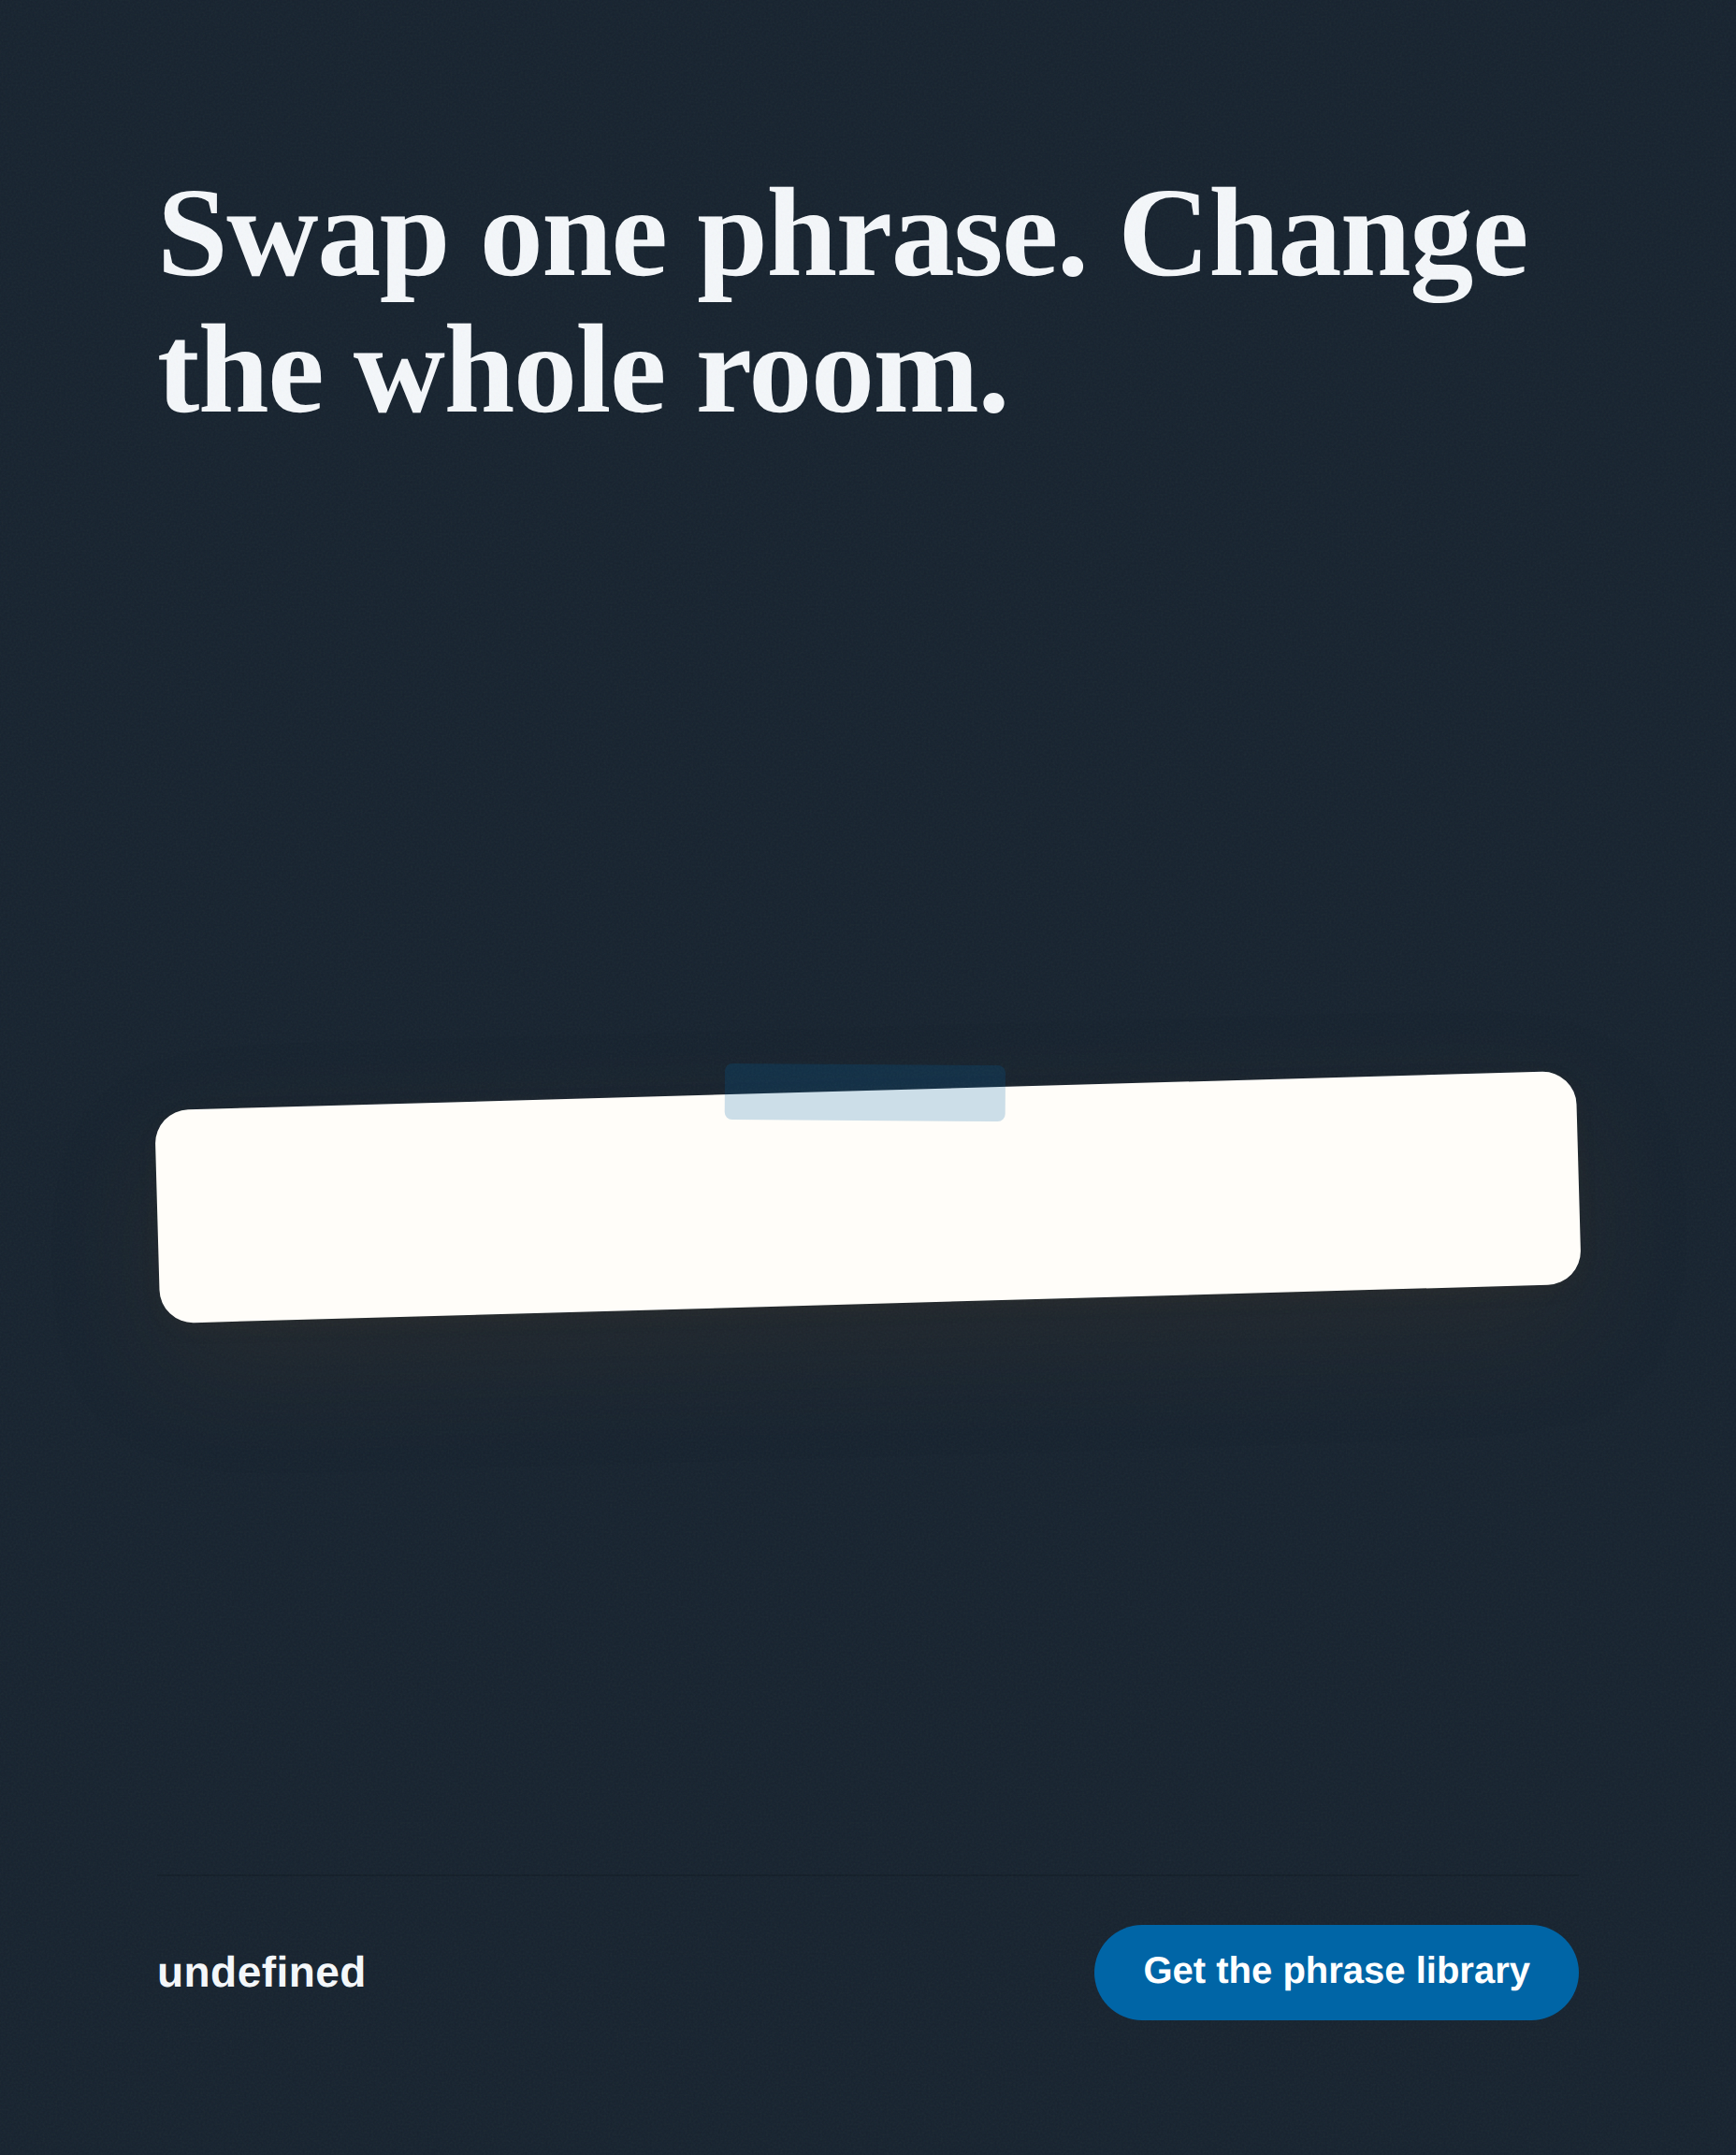 Swap one phrase. Change
the whole room.
undefined
Get the phrase library